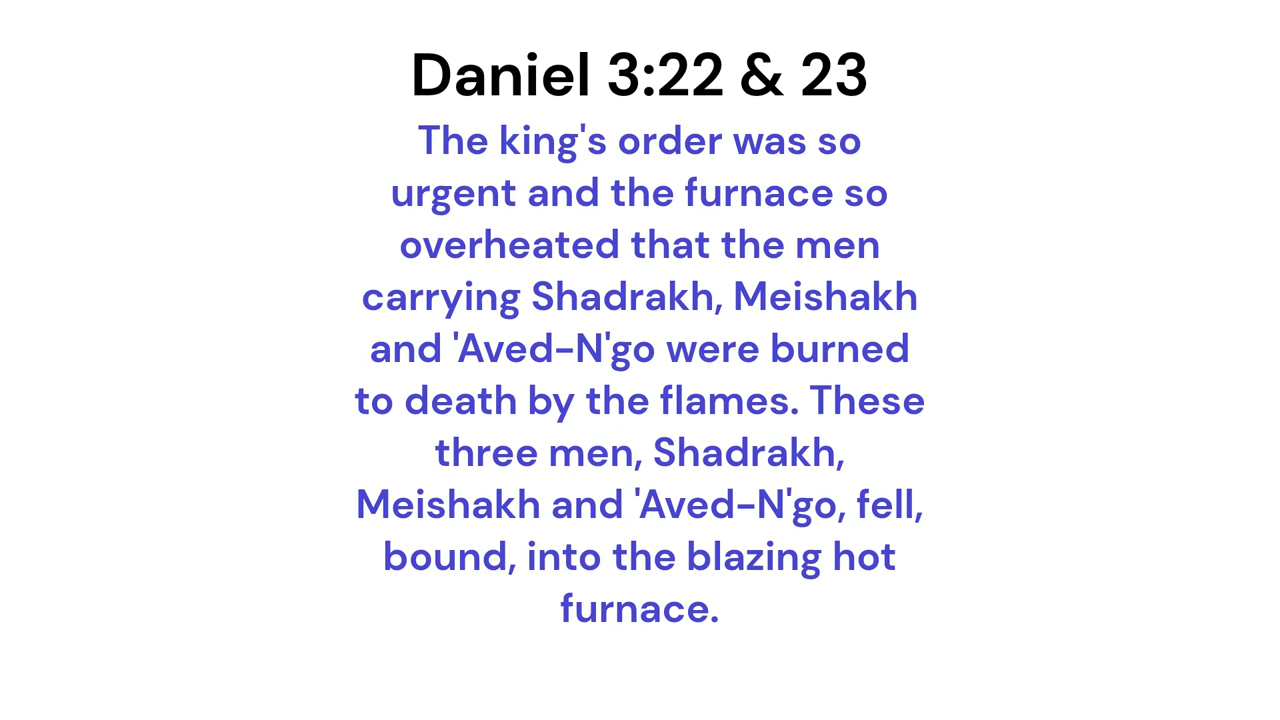 Daniel 3:22 & 23
The king's order was so
urgent and the furnace so
overheated that the men
carrying Shadrakh, Meishakh
and 'Aved-N'go were burned
to death by the flames. These
three men, Shadrakh,
Meishakh and 'Aved-N'go, fell,
bound, into the blazing hot
furnace.